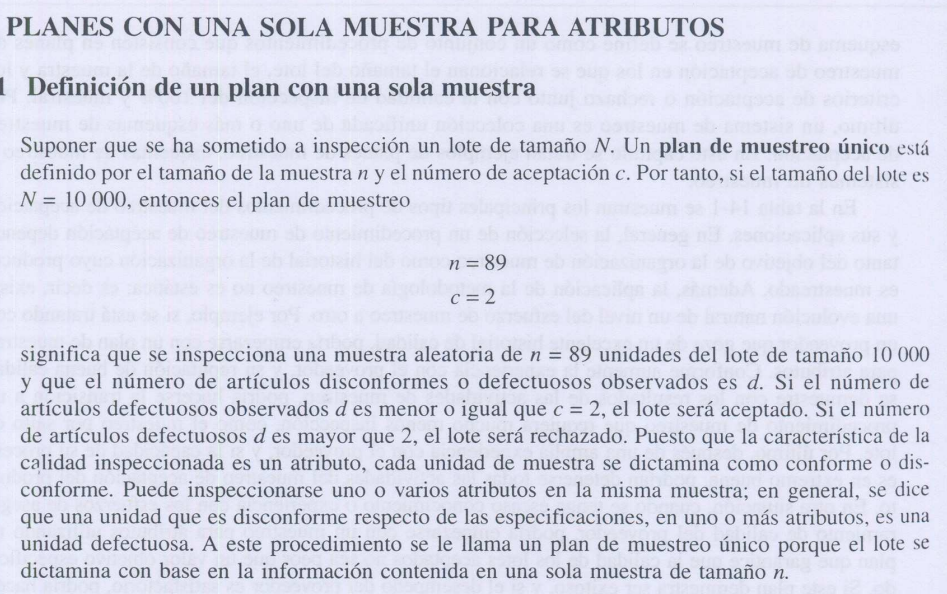 PLANES CON UNA SOLA MUESTRA PARA ATRIBUTOS
Definición de un plan con una sola muestra
Suponer que se ha sometido a inspección un lote de tamaño N. Un plan de muestreo único está
definido por el tamaño de la muestra n y el número de aceptación c. Por tanto, si el tamaño del lote es
N = 10 000, entonces el plan de muestreo
n = 89
c = 2
significa que se inspecciona una muestra aleatoria de n = 89 unidades del lote de tamaño 10 000
y que el número de artículos disconformes o defectuosos observados es d. Si el número de
artículos defectuosos observados d es menor o igual que c = 2, el lote será aceptado. Si el número
de artículos defectuosos d es mayor que 2, el lote será rechazado. Puesto que la característica de la
calidad inspeccionada es un atributo, cada unidad de muestra se dictamina como conforme o dis-
conforme. Puede inspeccionarse uno o varios atributos en la misma muestra; en general, se dice
que una unidad que es disconforme respecto de las especificaciones, en uno o más atributos, es una
unidad defectuosa. A este procedimiento se le llama un plan de muestreo único porque el lote se
dictamina con base en la información contenida en una sola muestra de tamaño n.